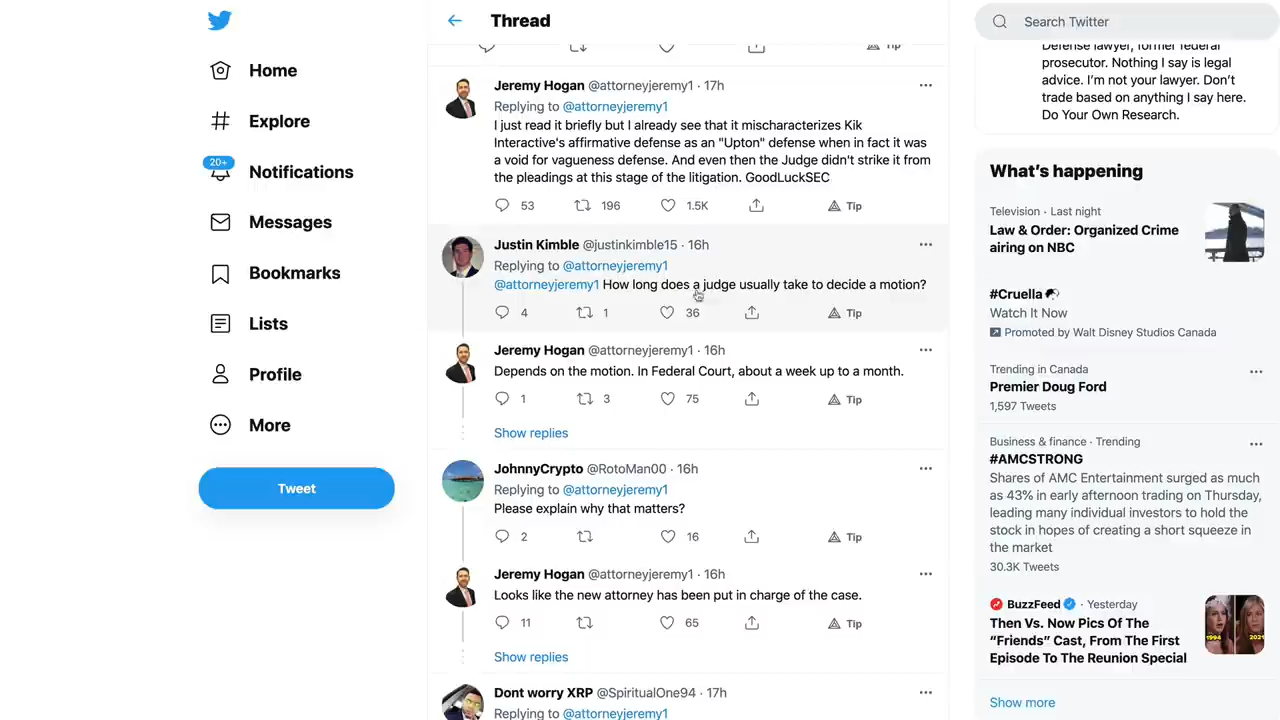 Home
Explore
20+
Notifications
Messages
Bookmarks
Lists
Profile
More
Tweet
Thread
Tip
Jeremy Hogan @attorneyjeremy1 · 17h
Replying to @attorneyjeremy1
I just read it briefly but I already see that it mischaracterizes Kik
Interactive's affirmative defense as an "Upton" defense when in fact it was
a void for vagueness defense. And even then the Judge didn't strike it from
the pleadings at this stage of the litigation. GoodLuckSEC
53 196 1.5K Tip
Justin Kimble @justinkimble15 · 16h
Replying to @attorneyjeremy1
@attorneyjeremy1 How long does a judge usually take to decide a motion?
4 1 36 Tip
Jeremy Hogan @attorneyjeremy1 · 16h
Depends on the motion. In Federal Court, about a week up to a month.
1 3 75 Tip
Show replies
JohnnyCrypto @RotoMan00 · 16h
Replying to @attorneyjeremy1
Please explain why that matters?
2 16 Tip
Jeremy Hogan @attorneyjeremy1 · 16h
Looks like the new attorney has been put in charge of the case.
11 65 Tip
Show replies
Dont worry XRP @SpiritualOne94 · 17h
Replying to @attorneyjeremy1
Search Twitter
Defense lawyer, former federal
prosecutor. Nothing I say is legal
advice. I'm not your lawyer. Don't
trade based on anything I say here.
Do Your Own Research.
What's happening
Television · Last night
Law & Order: Organized Crime
airing on NBC
#Cruella
Watch It Now
Promoted by Walt Disney Studios Canada
Trending in Canada
Premier Doug Ford
1,597 Tweets
Business & finance · Trending
#AMCSTRONG
Shares of AMC Entertainment surged as much
as 43% in early afternoon trading on Thursday,
leading many individual investors to hold the
stock in hopes of creating a short squeeze in
the market
30.3K Tweets
BuzzFeed · Yesterday
Then Vs. Now Pics Of The
“Friends” Cast, From The First
Episode To The Reunion Special
1994 2021
Show more